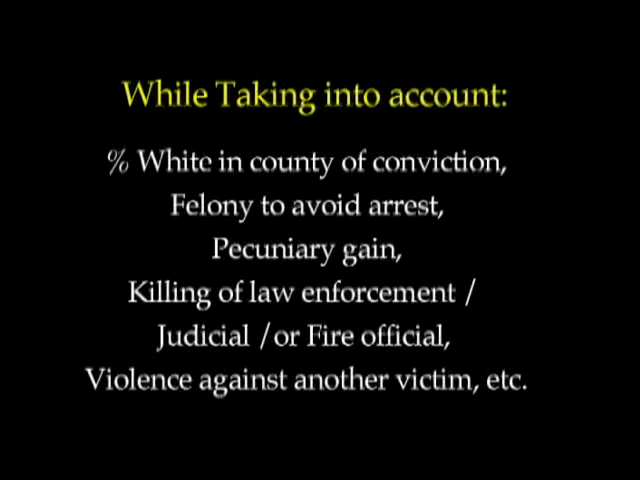 While Taking into account:
% White in county of conviction,
Felony to avoid arrest,
Pecuniary gain,
Killing of law enforcement /
Judicial /or Fire official,
Violence against another victim, etc.